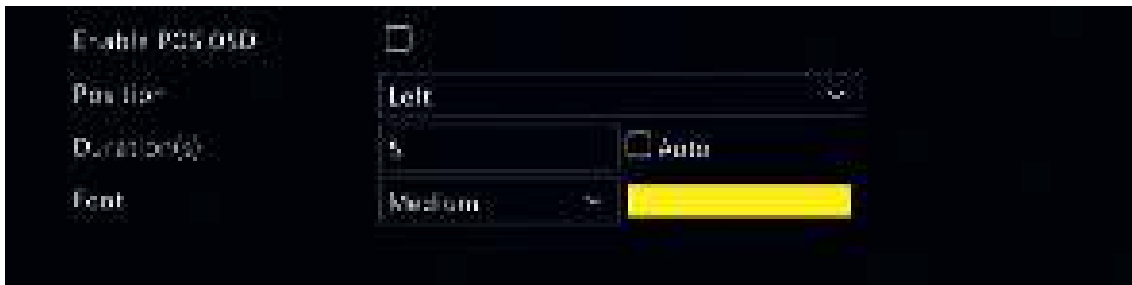 Enable POS OSD
Position Left
Duration(s) 5 Auto
Font Medium